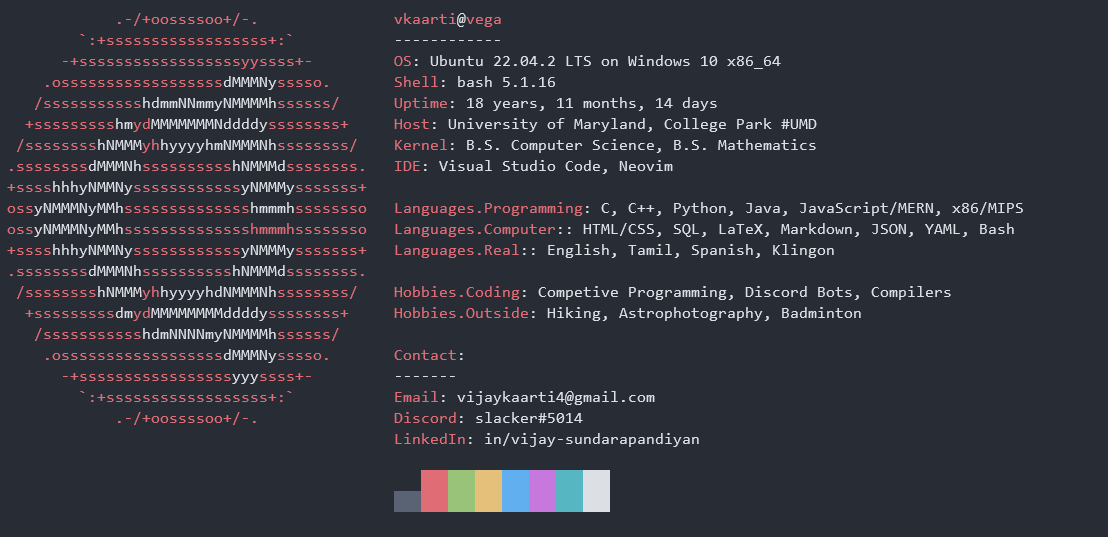 .-/+oossssoo+/-. vkaarti@vega
`:+ssssssssssssssssss+:` ------------
-+ssssssssssssssssssyyssss+- OS: Ubuntu 22.04.2 LTS on Windows 10 x86_64
.ossssssssssssssssssdMMMNysssso. Shell: bash 5.1.16
/ssssssssssshdmmNNmmyNMMMMhssssss/ Uptime: 18 years, 11 months, 14 days
+ssssssssshmydMMMMMMMNddddyssssssss+ Host: University of Maryland, College Park #UMD
/sssssssshNMMMyhhyyyyhmNMMMNhssssssss/ Kernel: B.S. Computer Science, B.S. Mathematics
.ssssssssdMMMNhsssssssssshNMMMdssssssss. IDE: Visual Studio Code, Neovim
+sssshhhyNMMNyssssssssssssyNMMMysssssss+
ossyNMMMNyMMhsssssssssssssshmmmhssssssso Languages.Programming: C, C++, Python, Java, JavaScript/MERN, x86/MIPS
ossyNMMMNyMMhsssssssssssssshmmmhssssssso Languages.Computer:: HTML/CSS, SQL, LaTeX, Markdown, JSON, YAML, Bash
+sssshhhyNMMNyssssssssssssyNMMMysssssss+ Languages.Real:: English, Tamil, Spanish, Klingon
.ssssssssdMMMNhsssssssssshNMMMdssssssss.
/sssssssshNMMMyhhyyyyhdNMMMNhssssssss/ Hobbies.Coding: Competive Programming, Discord Bots, Compilers
+sssssssssdmydMMMMMMMMddddyssssssss+ Hobbies.Outside: Hiking, Astrophotography, Badminton
/ssssssssssshdmNNNNmyNMMMMhssssss/
.ossssssssssssssssssdMMMNysssso. Contact:
-+sssssssssssssssssyyyssss+- -------
`:+ssssssssssssssssss+:` Email: vijaykaarti4@gmail.com
.-/+oossssoo+/-. Discord: slacker#5014
LinkedIn: in/vijay-sundarapandiyan